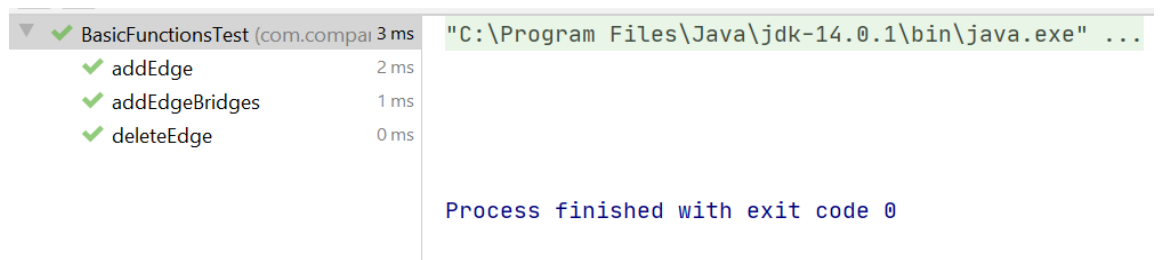 BasicFunctionsTest (com.compai 3 ms
addEdge 2 ms
addEdgeBridges 1 ms
deleteEdge 0 ms
"C:\Program Files\Java\jdk-14.0.1\bin\java.exe" ...
Process finished with exit code 0